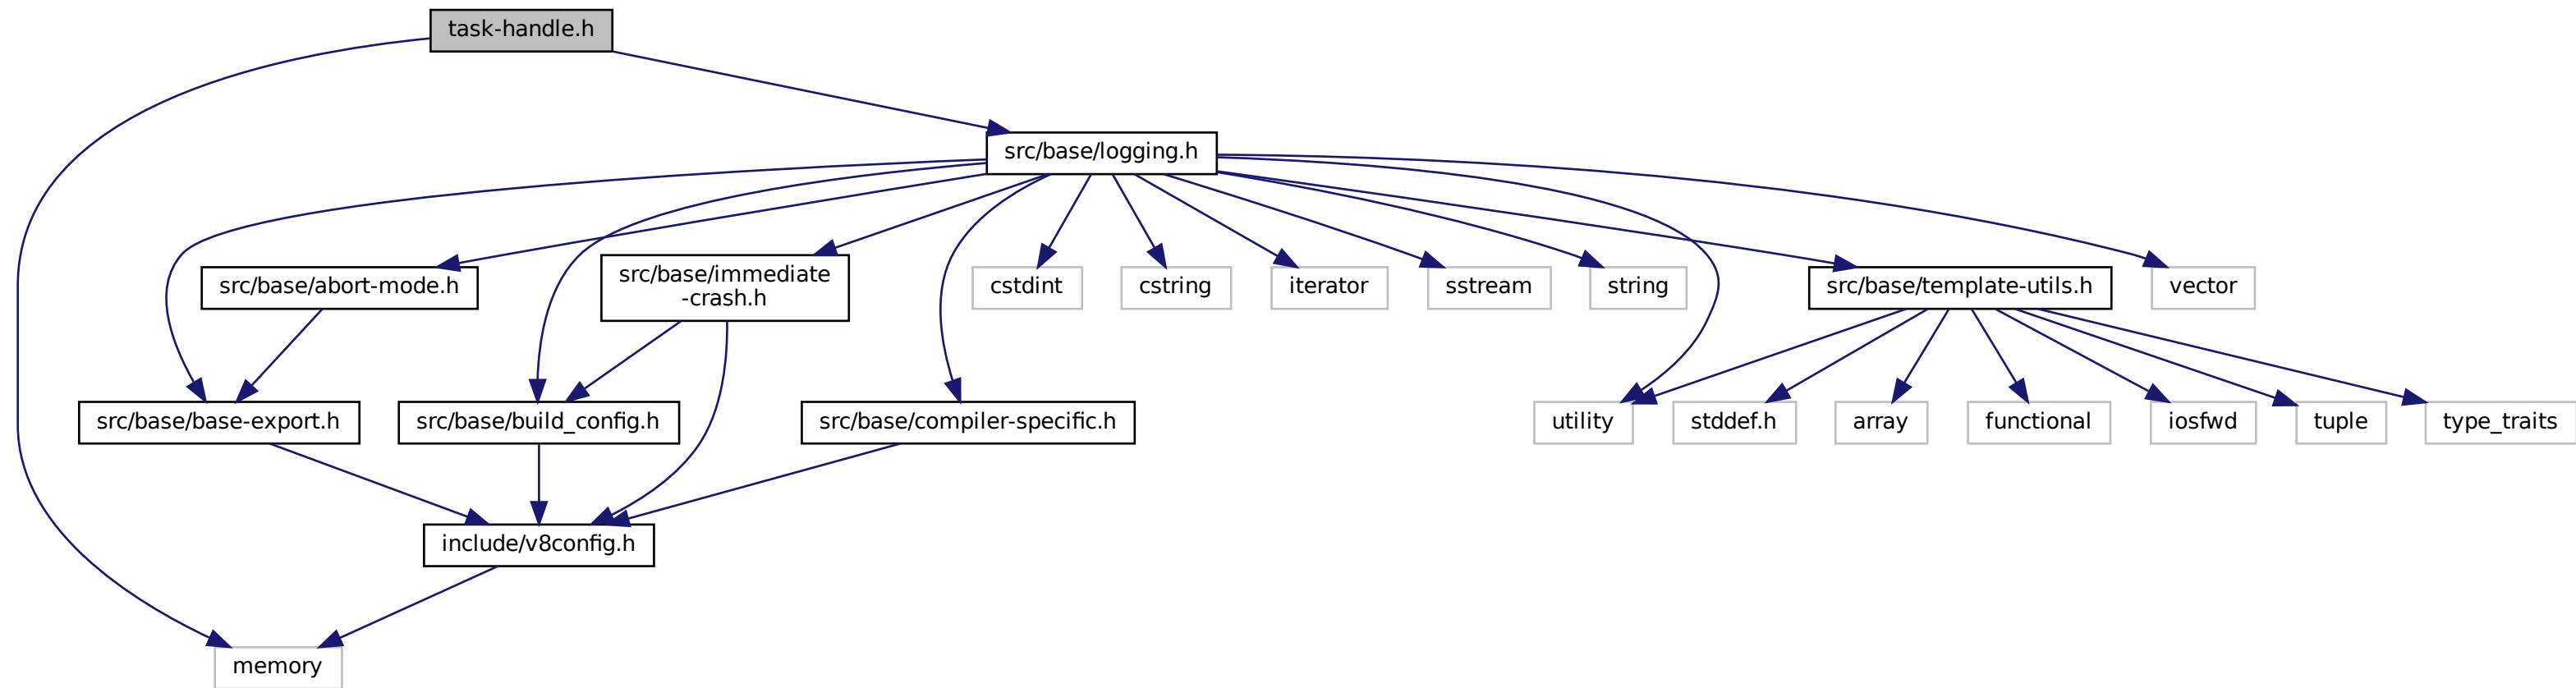 task-handle.h
src/base/logging.h
src/base/abort-mode.h
src/base/immediate
-crash.h
cstdint
cstring
iterator
sstream
string
src/base/template-utils.h
vector
src/base/base-export.h
src/base/build_config.h
src/base/compiler-specific.h
utility
stddef.h
array
functional
iosfwd
tuple
type_traits
include/v8config.h
memory